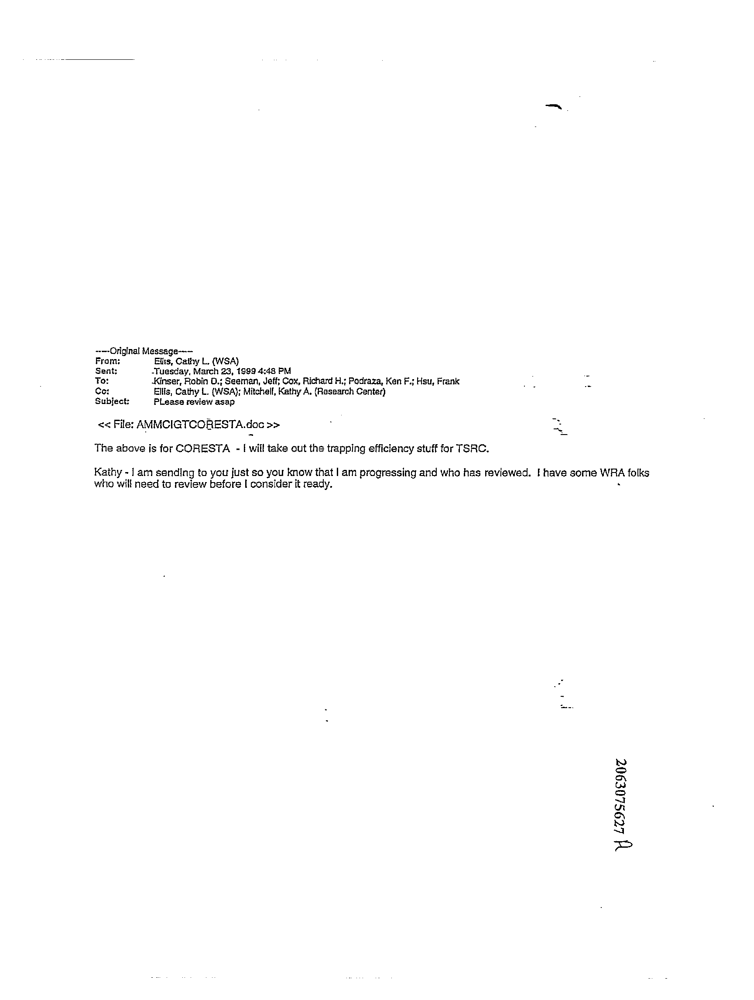 -----Original Message-----
From: Ellis, Cathy L. (WSA)
Sent: Tuesday, March 23, 1999 4:48 PM
To: Kinser, Robin D.; Seeman, Jeff; Cox, Richard H.; Podraza, Ken F.; Hsu, Frank
Cc: Ellis, Cathy L. (WSA); Mitchell, Kathy A. (Research Center)
Subject: PLease review asap
<< File: AMMCIGTCORESTA.doc >>
The above is for CORESTA - I will take out the trapping efficiency stuff for TSRC.
Kathy - I am sending to you just so you know that I am progressing and who has reviewed. I have some WRA folks
who will need to review before I consider it ready.
2063075627 R